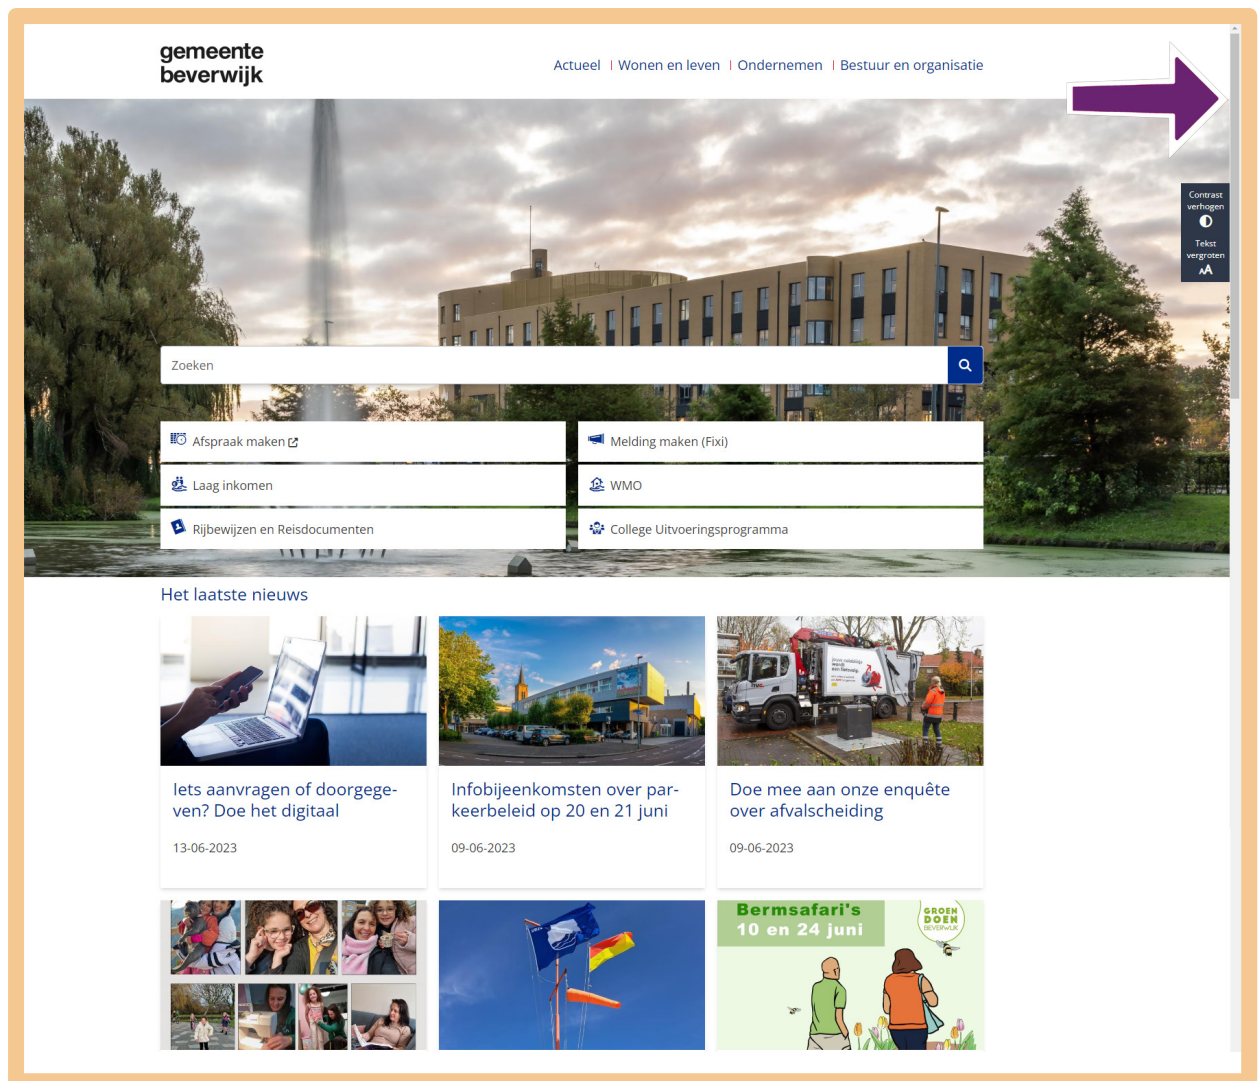 gemeente
beverwijk
Actueel
Wonen en leven
Ondernemen
Bestuur en organisatie
Contrast
verhogen
Tekst
vergroten
AA
Zoeken
Afspraak maken
Melding maken (Fixi)
Laag inkomen
WMO
Rijbewijzen en Reisdocumenten
College Uitvoeringsprogramma
Het laatste nieuws
Iets aanvragen of doorgege-
ven? Doe het digitaal
13-06-2023
Infobijeenkomsten over par-
keerbeleid op 20 en 21 juni
09-06-2023
Doe mee aan onze enquête
over afvalscheiding
09-06-2023
Bermsafari's
10 en 24 juni
GROEN
DOEN
BEVERWIJK